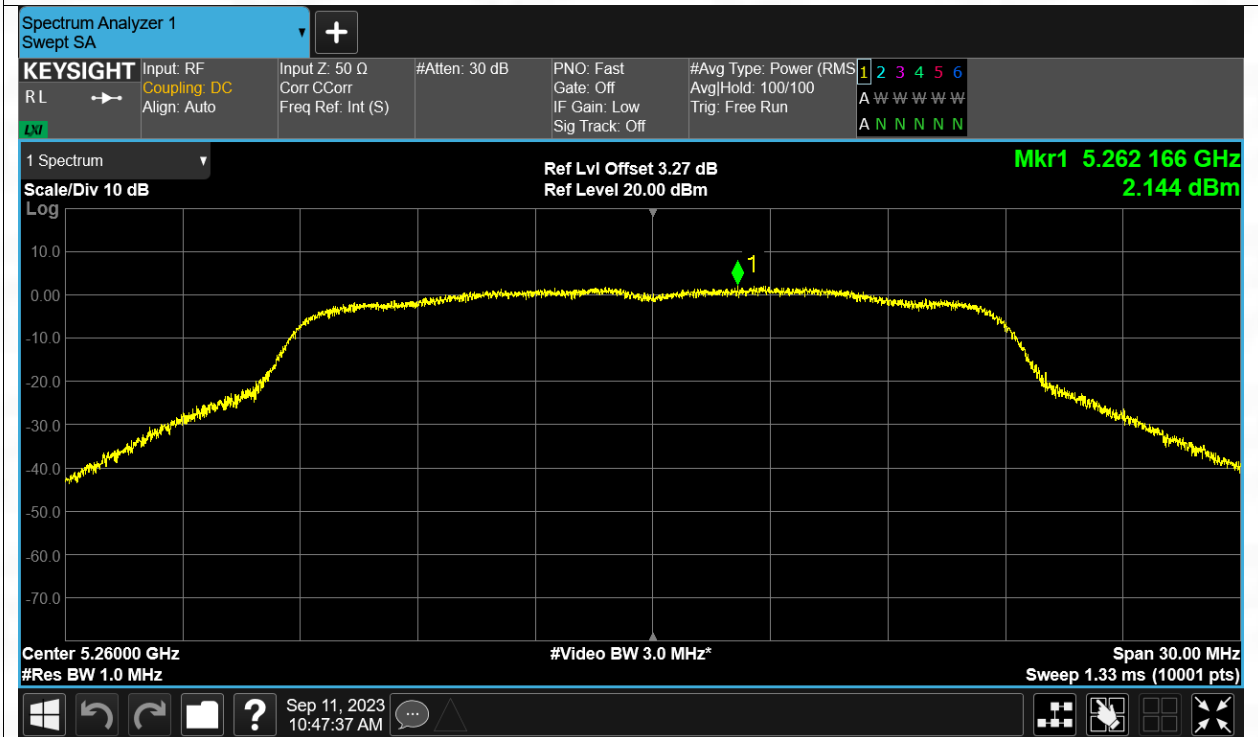 Spectrum Analyzer 1
Swept SA
+
KEYSIGHT
RL
LXI
Input: RF
Coupling: DC
Align: Auto
Input Z: 50 Ω
Corr CCorr
Freq Ref: Int (S)
#Atten: 30 dB
PNO: Fast
Gate: Off
IF Gain: Low
Sig Track: Off
#Avg Type: Power (RMS
Avg|Hold: 100/100
Trig: Free Run
1 2 3 4 5 6
A W W W W W
A N N N N N
1 Spectrum
Scale/Div 10 dB
Log
Ref Lvl Offset 3.27 dB
Ref Level 20.00 dBm
Mkr1 5.262 166 GHz
2.144 dBm
10.0
0.00
-10.0
-20.0
-30.0
-40.0
-50.0
-60.0
-70.0
1
Center 5.26000 GHz
#Res BW 1.0 MHz
#Video BW 3.0 MHz*
Span 30.00 MHz
Sweep 1.33 ms (10001 pts)
?
Sep 11, 2023
10:47:37 AM